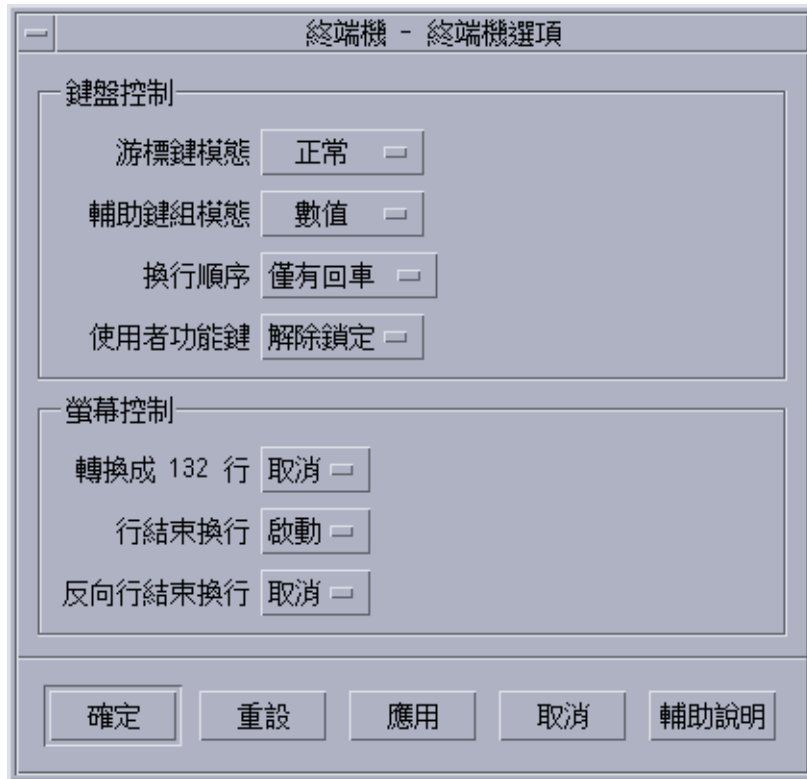 終端機 - 終端機選項
鍵盤控制
游標鍵模態 正常
輔助鍵組模態 數值
換行順序 僅有回車
使用者功能鍵 解除鎖定
螢幕控制
轉換成 132 行 取消
行結束換行 啟動
反向行結束換行 取消
確定 重設 應用 取消 輔助說明